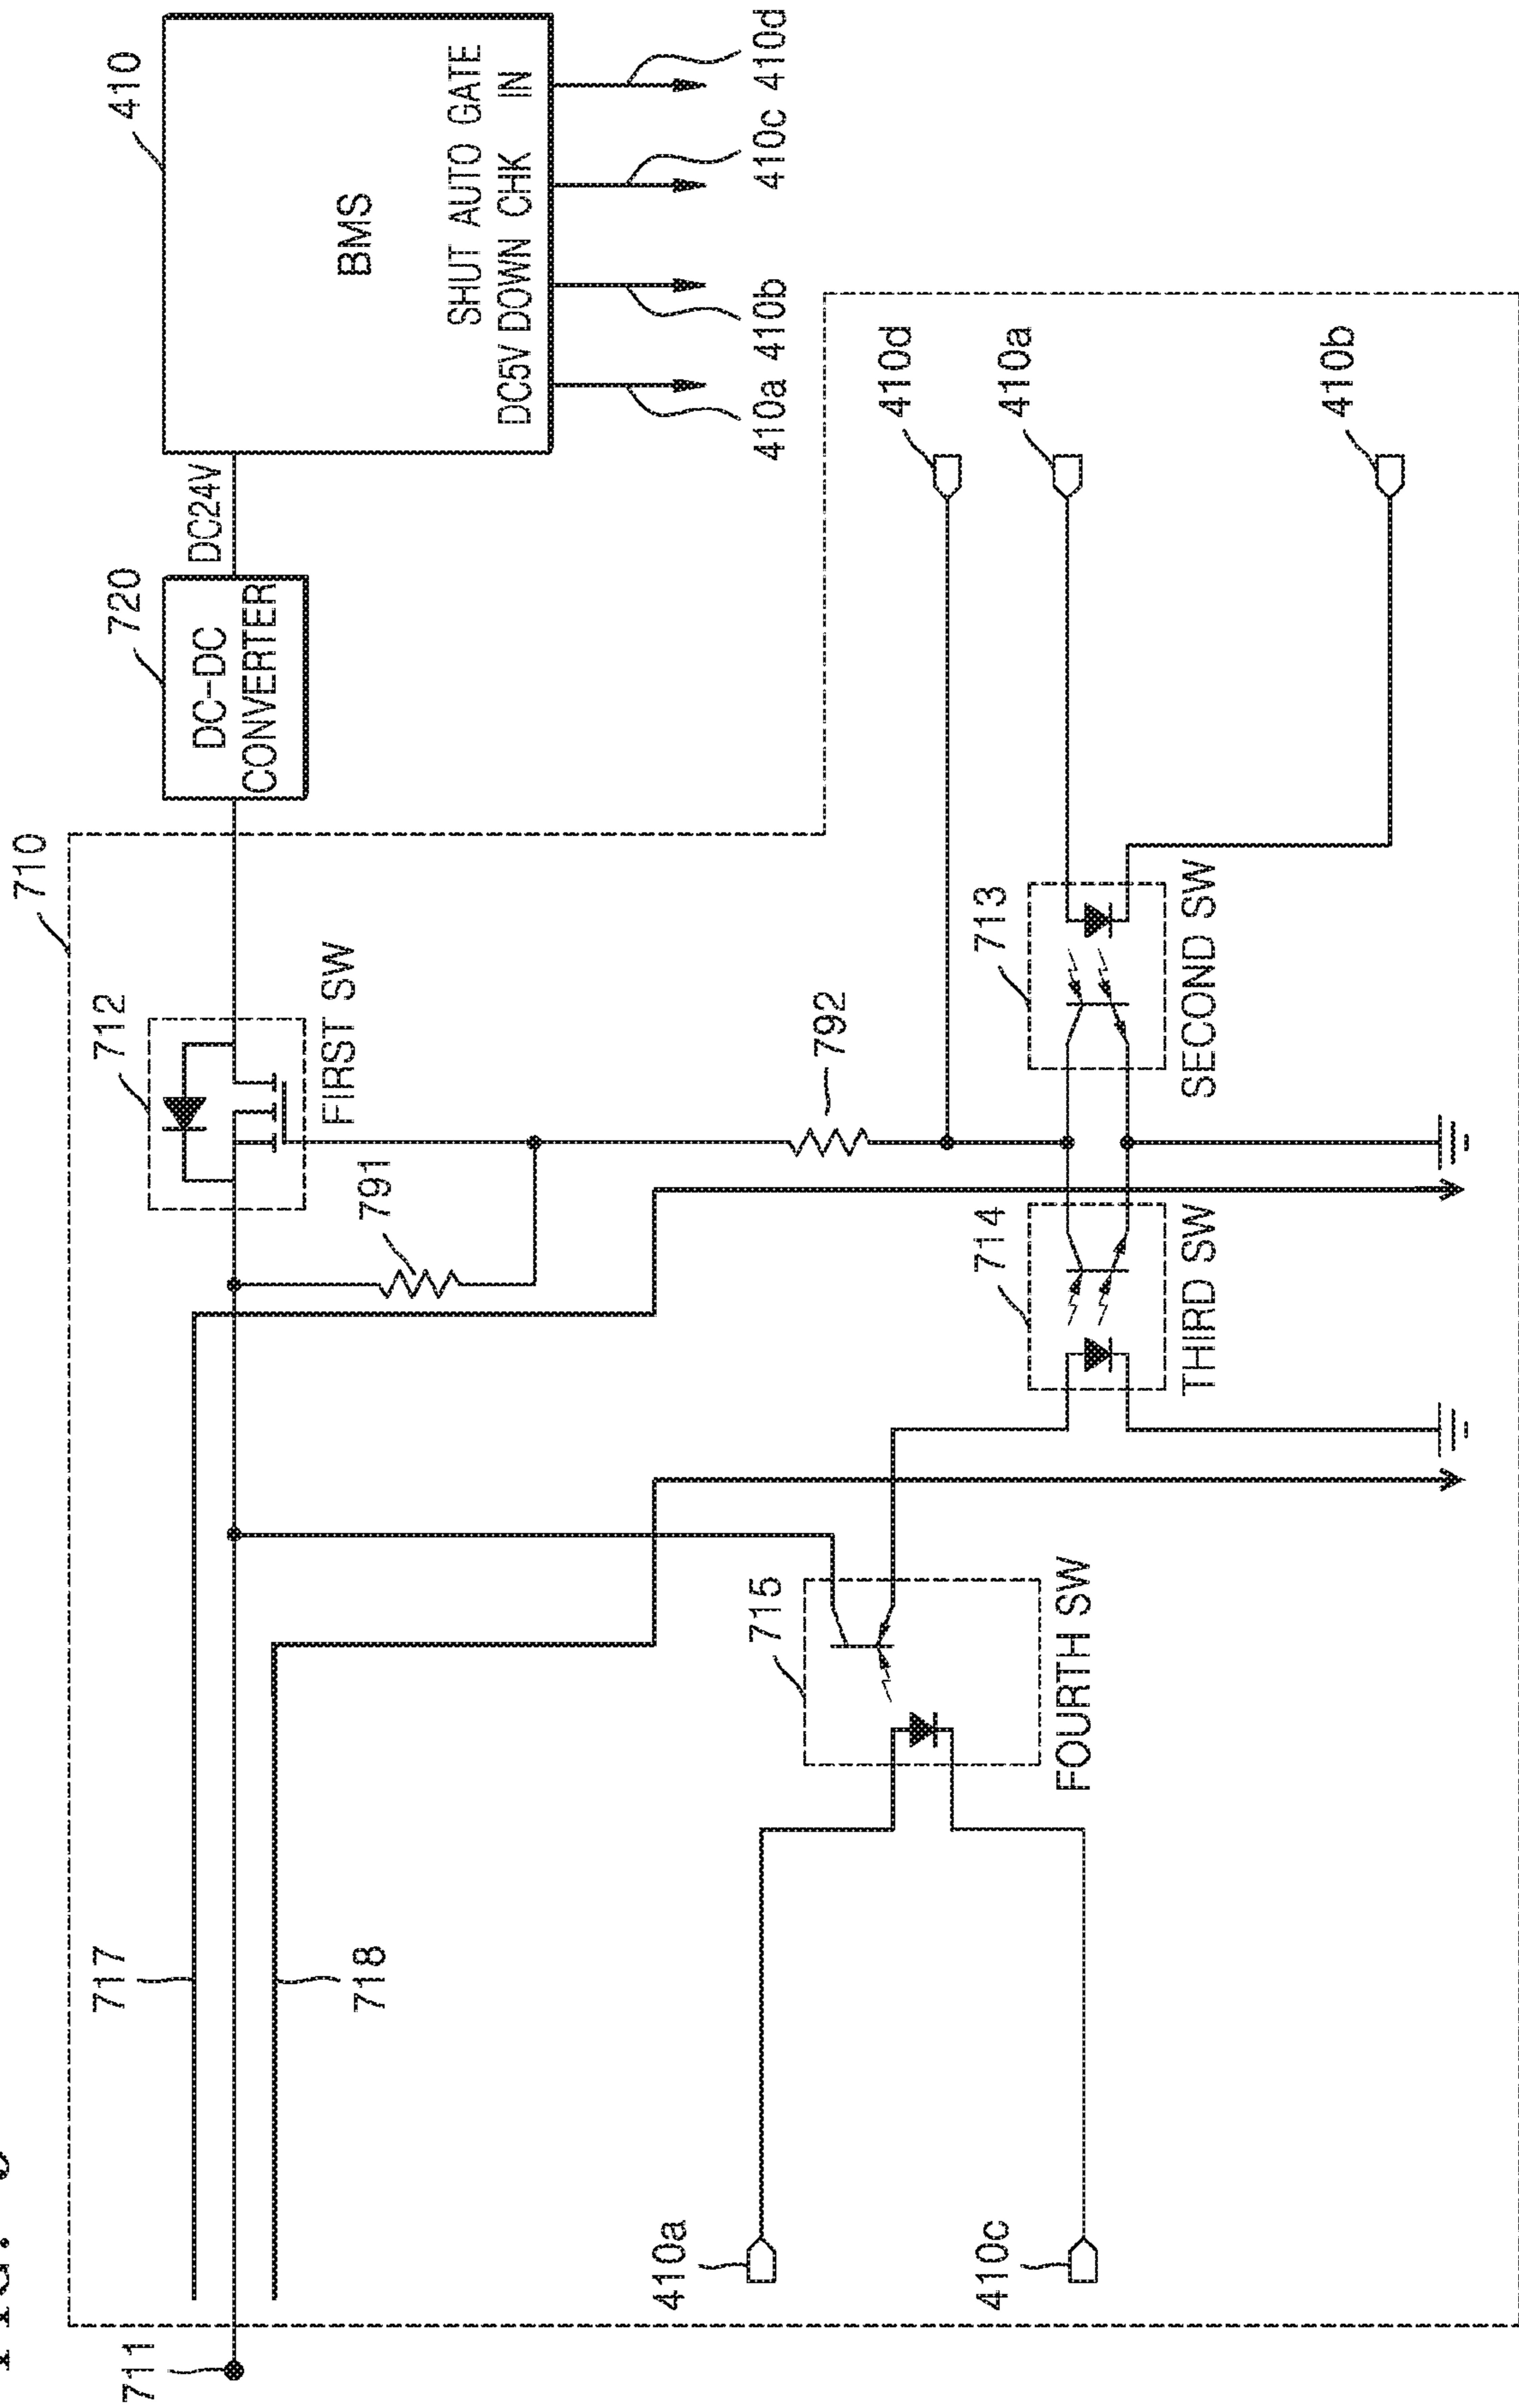 710
717
718
711
712
FIRST SW
791
792
720
DC-DC
CONVERTER
DC24V
410
BMS
SHUT AUTO GATE
DC5V DOWN CHK IN
410a 410b 410c 410d
410d
410a
410b
713
SECOND SW
714
THIRD SW
715
FOURTH SW
410a
410c